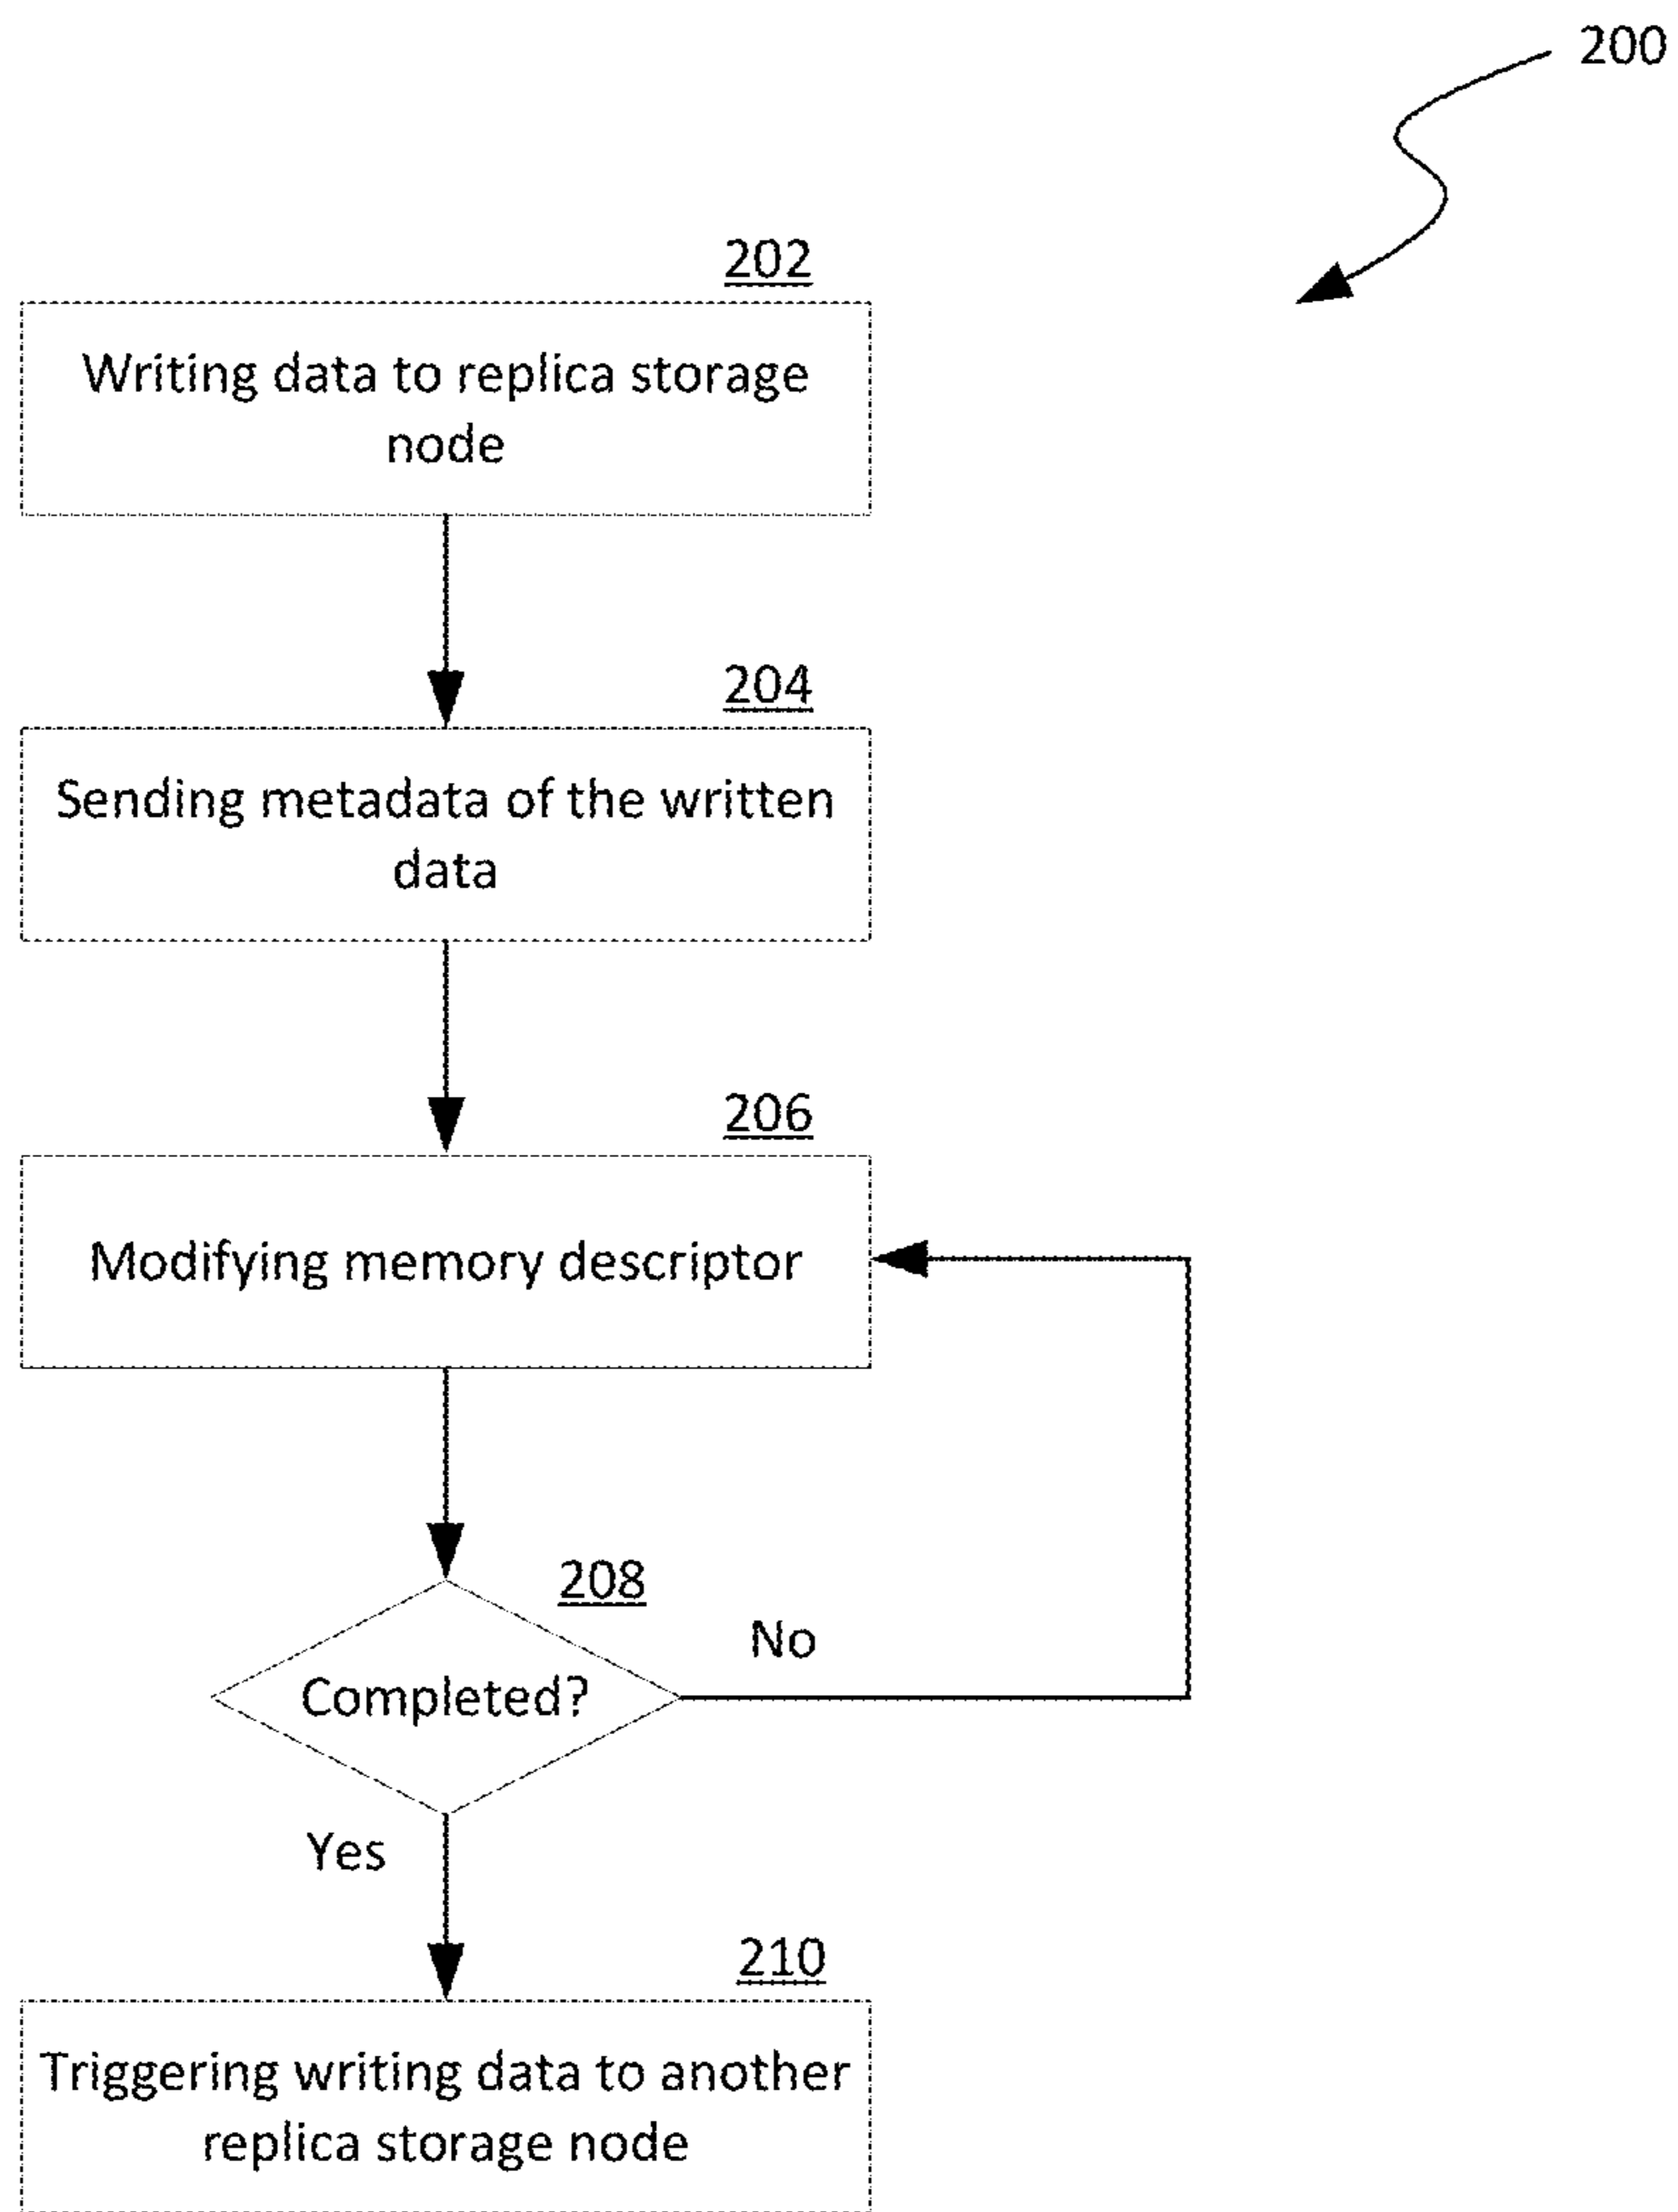 200
202
Writing data to replica storage
node
204
Sending metadata of the written
data
206
Modifying memory descriptor
208
No
Completed?
Yes
210
Triggering writing data to another
replica storage node